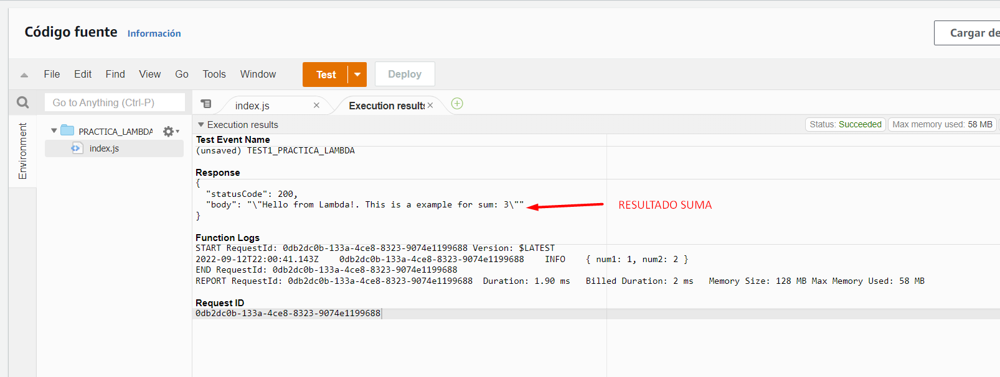 Código fuente Información
Cargar de
File Edit Find View Go Tools Window Test Deploy
Go to Anything (Ctrl-P) index.js Execution results
Environment
PRACTICA_LAMBDA
index.js
Execution results Status: Succeeded Max memory used: 58 MB
Test Event Name
(unsaved) TEST1_PRACTICA_LAMBDA
Response
{
"statusCode": 200,
"body": "\"Hello from Lambda!. This is a example for sum: 3\"" RESULTADO SUMA
}
Function Logs
START RequestId: 0db2dc0b-133a-4ce8-8323-9074e1199688 Version: $LATEST
2022-09-12T22:00:41.143Z 0db2dc0b-133a-4ce8-8323-9074e1199688 INFO { num1: 1, num2: 2 }
END RequestId: 0db2dc0b-133a-4ce8-8323-9074e1199688
REPORT RequestId: 0db2dc0b-133a-4ce8-8323-9074e1199688 Duration: 1.90 ms Billed Duration: 2 ms Memory Size: 128 MB Max Memory Used: 58 MB
Request ID
0db2dc0b-133a-4ce8-8323-9074e1199688